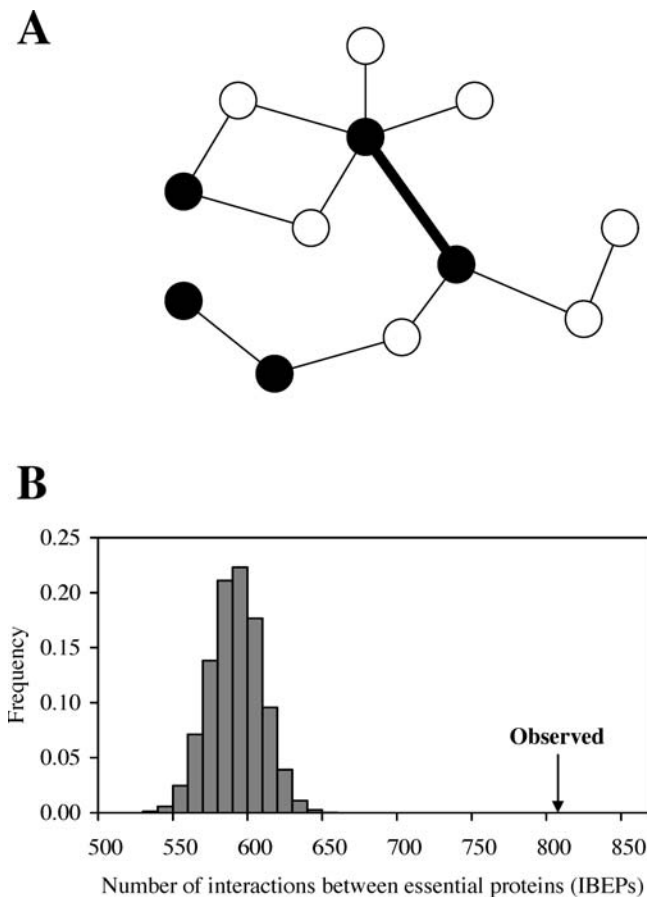 A
B
0.25
0.20
0.15
0.10
0.05
0.00
Frequency
Observed
500 550 600 650 700 750 800 850
Number of interactions between essential proteins (IBEPs)